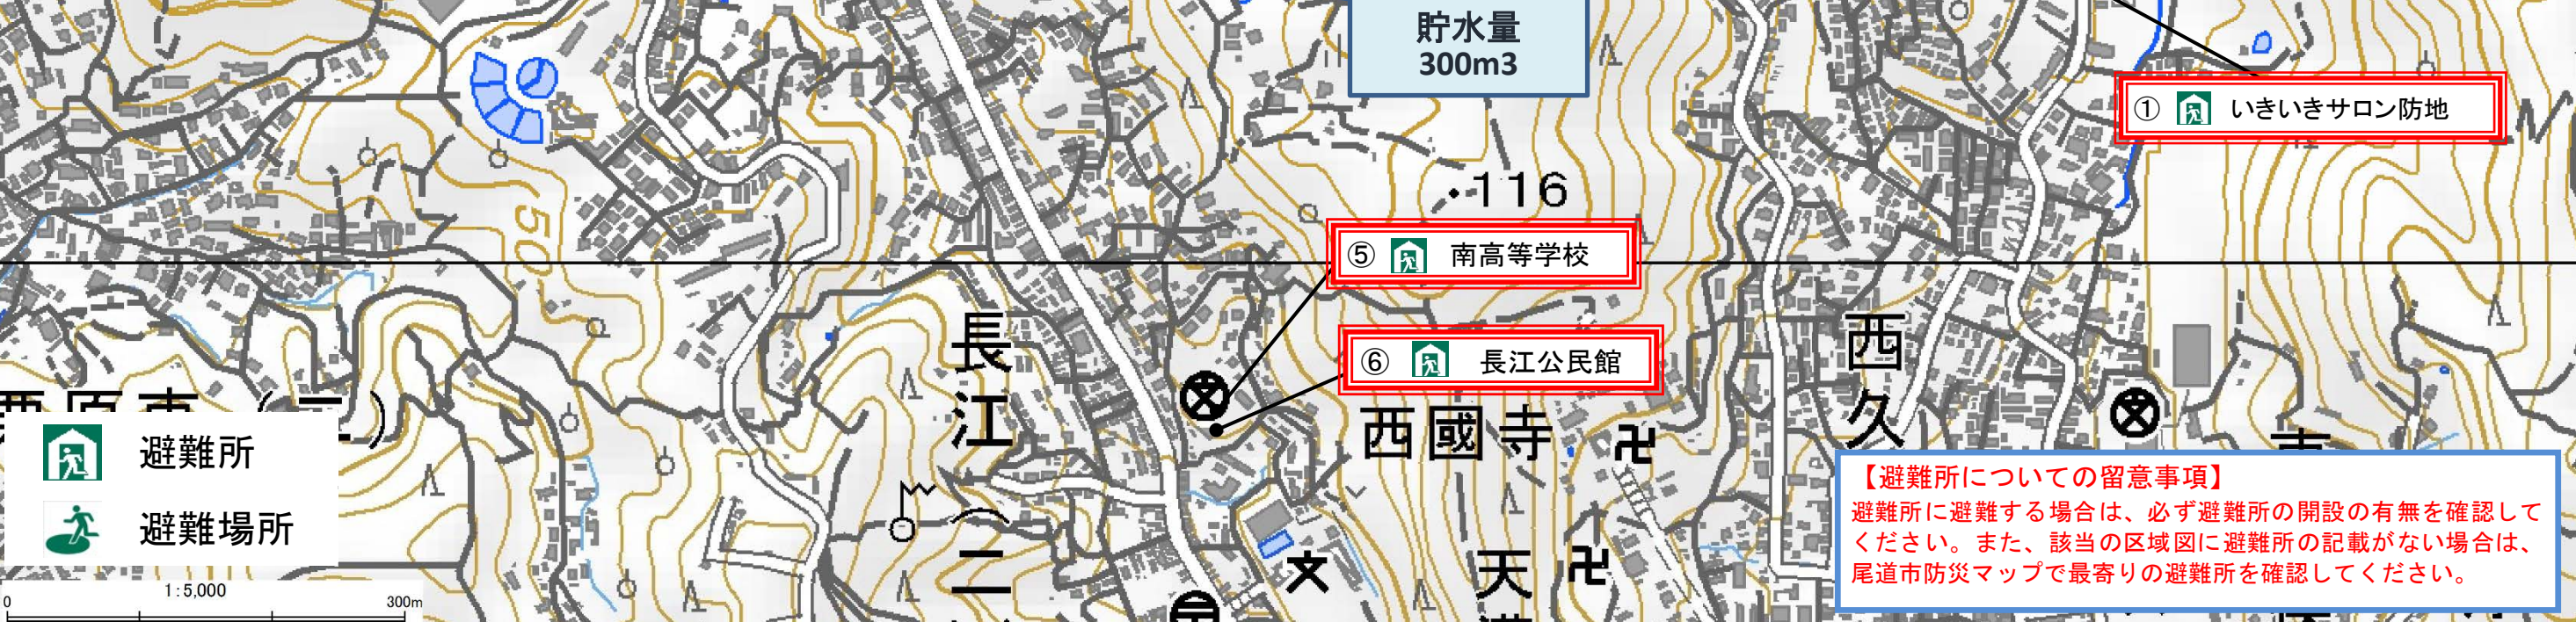 貯水量
300m3
① いきいきサロン防地
50
116
⑤ 南高等学校
⑥ 長江公民館
長江(二
西久
西國寺
天満
文
避難所
避難場所
1:5,000
0 300m
【避難所についての留意事項】
避難所に避難する場合は、必ず避難所の開設の有無を確認して
ください。また、該当の区域図に避難所の記載がない場合は、
尾道市防災マップで最寄りの避難所を確認してください。